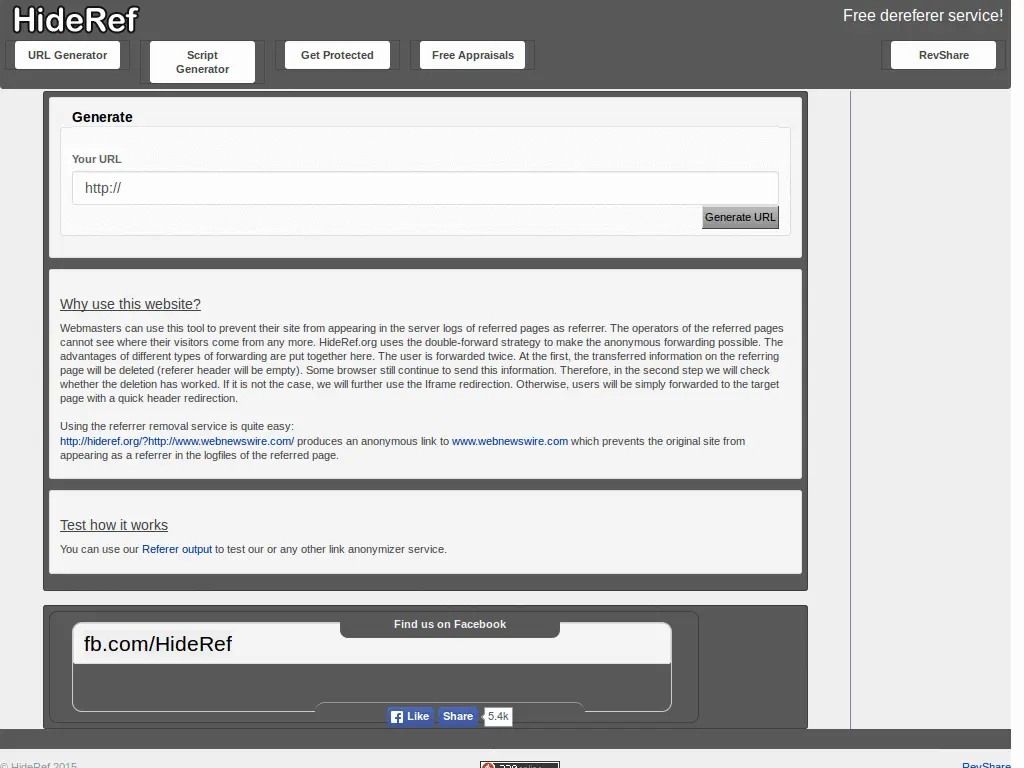 HideRef
Free dereferer service!
URL Generator
Script
Generator
Get Protected
Free Appraisals
RevShare
Generate
Your URL
http://
Generate URL
Why use this website?
Webmasters can use this tool to prevent their site from appearing in the server logs of referred pages as referrer. The operators of the referred pages
cannot see where their visitors come from any more. HideRef.org uses the double-forward strategy to make the anonymous forwarding possible. The
advantages of different types of forwarding are put together here. The user is forwarded twice. At the first, the transferred information on the referring
page will be deleted (referer header will be empty). Some browser still continue to send this information. Therefore, in the second step we will check
whether the deletion has worked. If it is not the case, we will further use the Iframe redirection. Otherwise, users will be simply forwarded to the target
page with a quick header redirection.
Using the referrer removal service is quite easy:
http://hideref.org/?http://www.webnewswire.com/ produces an anonymous link to www.webnewswire.com which prevents the original site from
appearing as a referrer in the logfiles of the referred page.
Test how it works
You can use our Referer output to test our or any other link anonymizer service.
Find us on Facebook
fb.com/HideRef
Like
Share
5.4k
© HideRef 2015
RevShare